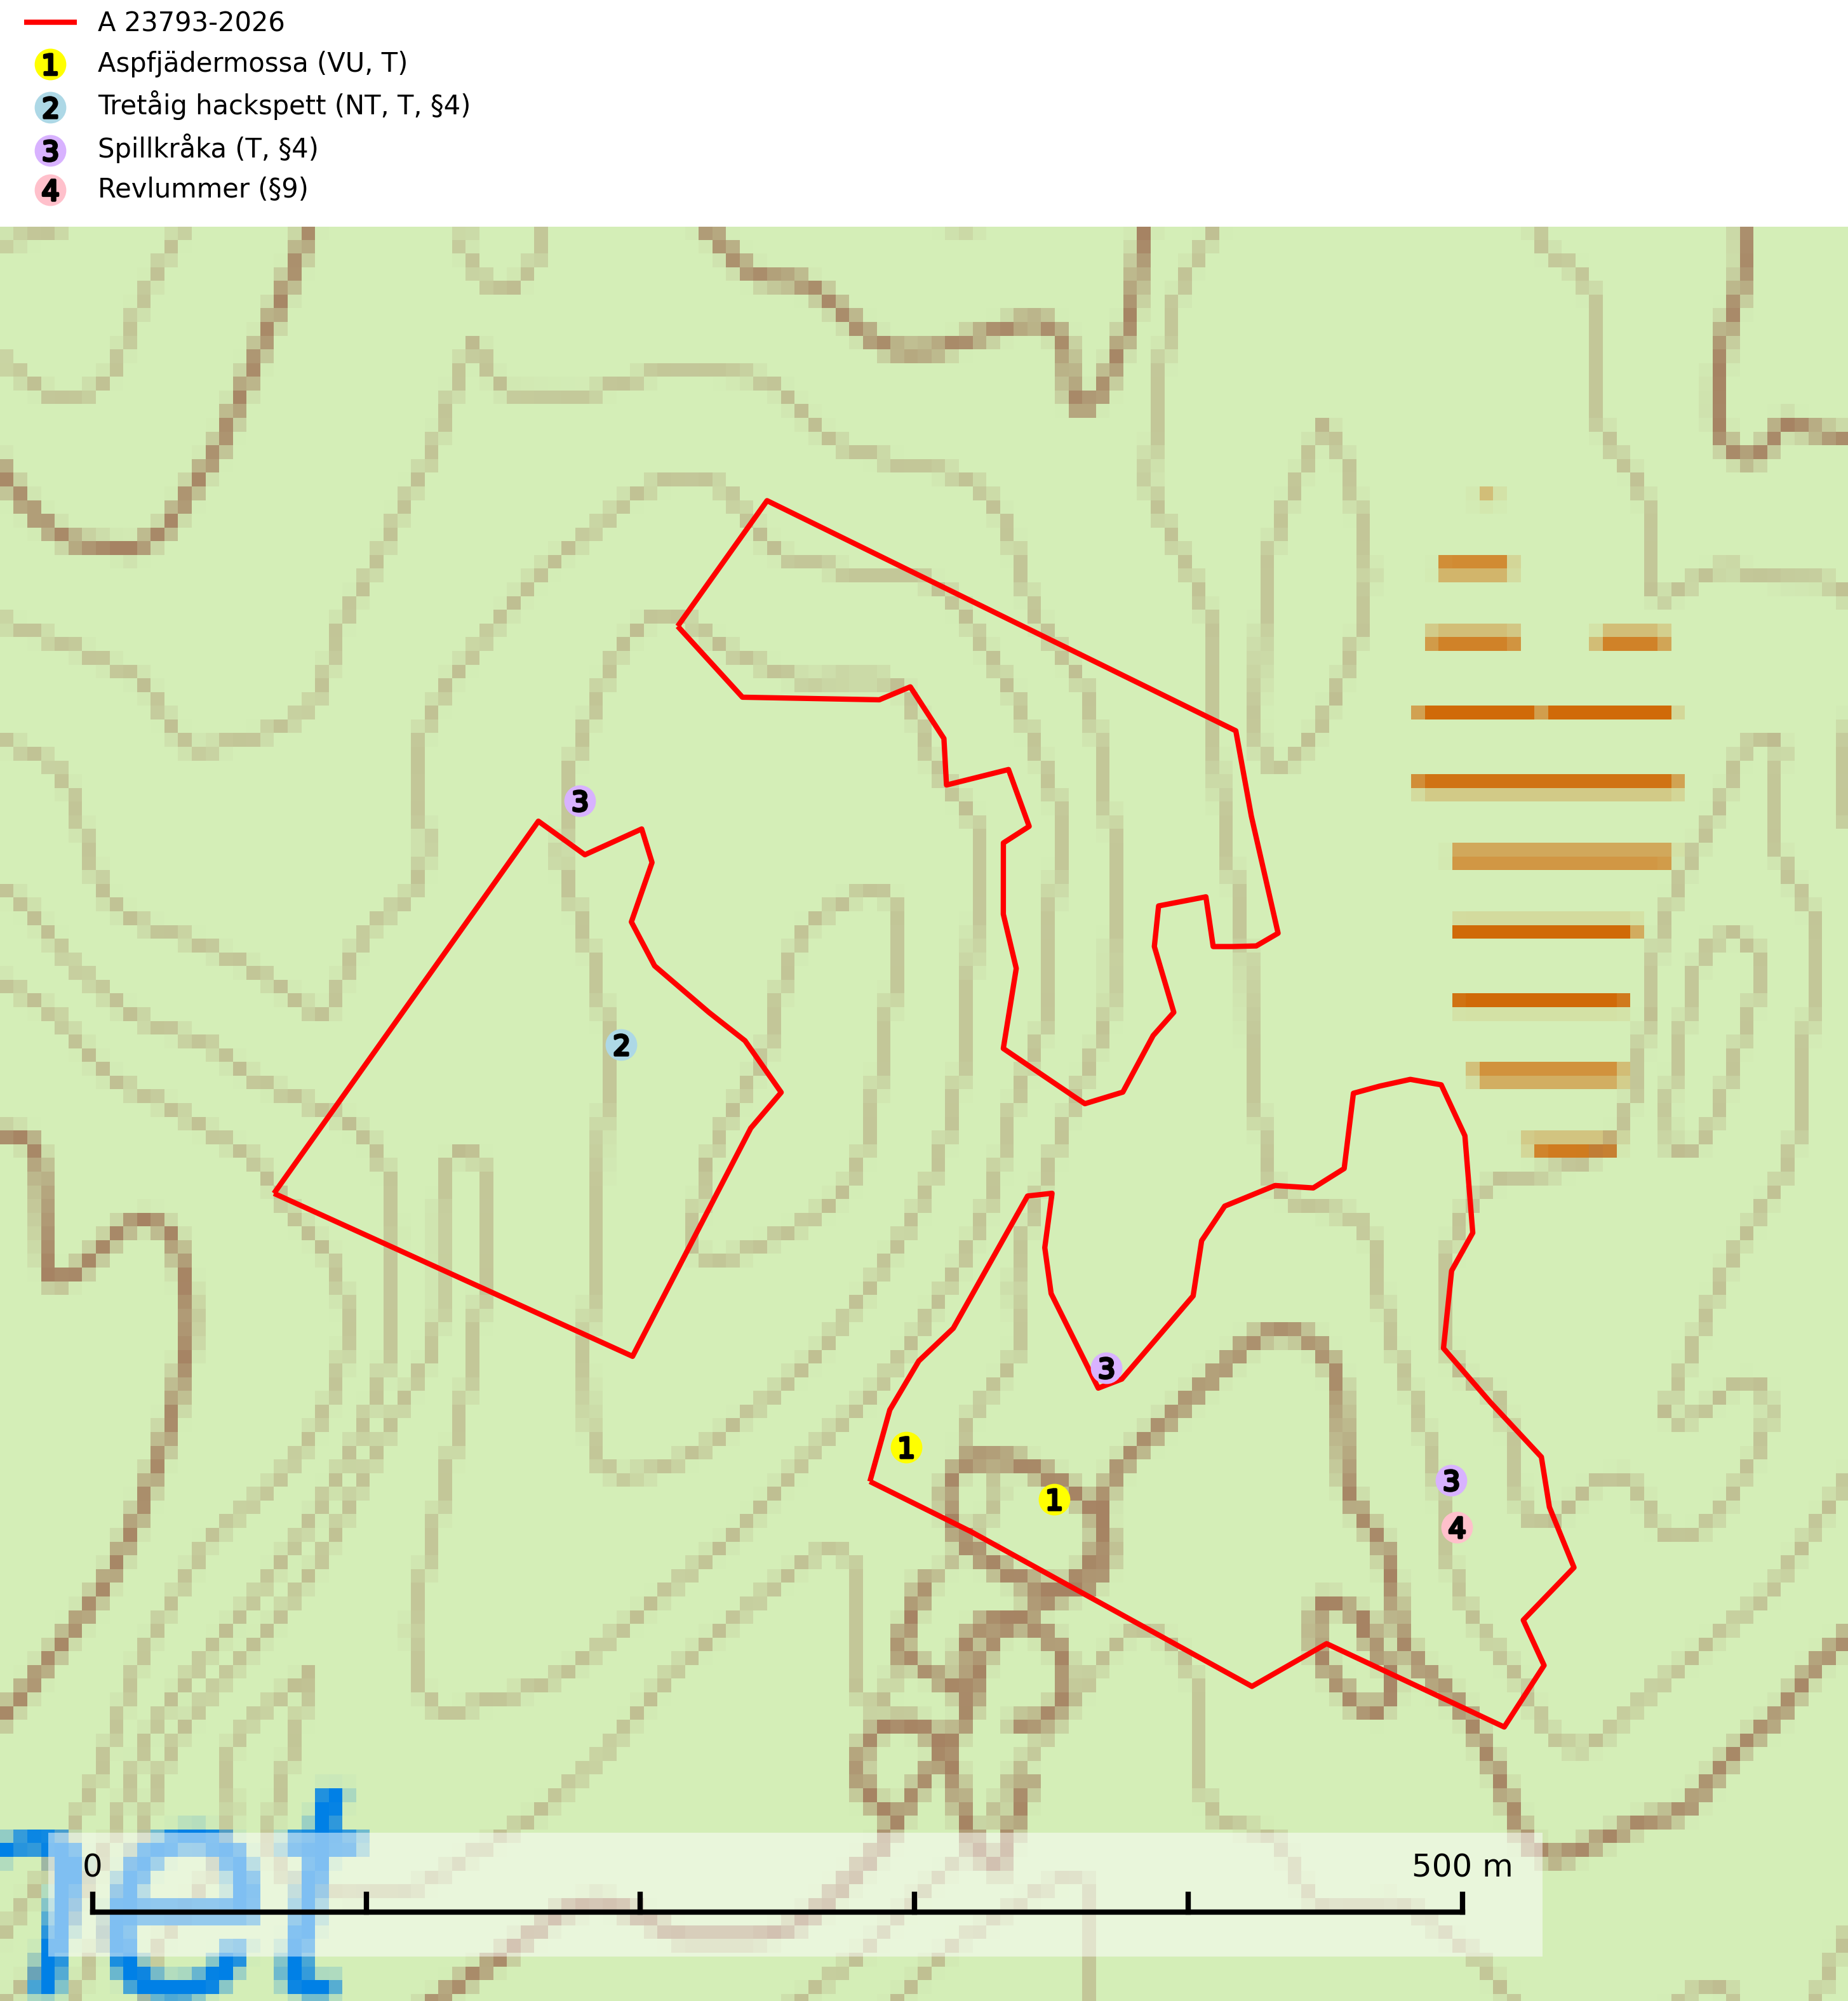 A 23793-2026
1 Aspfjädermossa (VU, T)
2 Tretåig hackspett (NT, T, §4)
3 Spillkråka (T, §4)
4 Revlummer (§9)
3
2
3
1
1
3
4
0 500 m